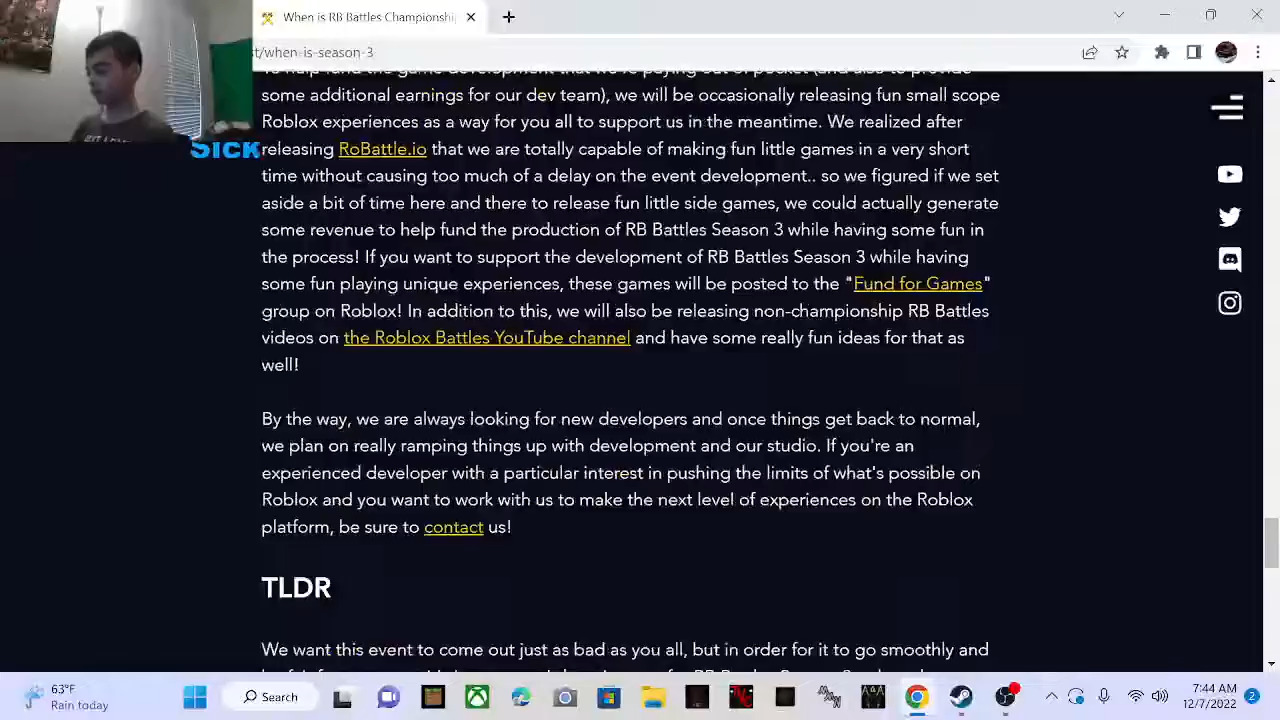 When is RB Battles Championship
t/when-is-season-3
To help fund the game development that we're paying out of pocket (and also to provide
some additional earnings for our dev team), we will be occasionally releasing fun small scope
Roblox experiences as a way for you all to support us in the meantime. We realized after
releasing RoBattle.io that we are totally capable of making fun little games in a very short
time without causing too much of a delay on the event development.. so we figured if we set
aside a bit of time here and there to release fun little side games, we could actually generate
some revenue to help fund the production of RB Battles Season 3 while having some fun in
the process! If you want to support the development of RB Battles Season 3 while having
some fun playing unique experiences, these games will be posted to the "Fund for Games"
group on Roblox! In addition to this, we will also be releasing non-championship RB Battles
videos on the Roblox Battles YouTube channel and have some really fun ideas for that as
well!
By the way, we are always looking for new developers and once things get back to normal,
we plan on really ramping things up with development and our studio. If you're an
experienced developer with a particular interest in pushing the limits of what's possible on
Roblox and you want to work with us to make the next level of experiences on the Roblox
platform, be sure to contact us!
TLDR
We want this event to come out just as bad as you all, but in order for it to go smoothly and
Sick
63°F
Rain today
Search
7:44 AM
12/7/2022
2